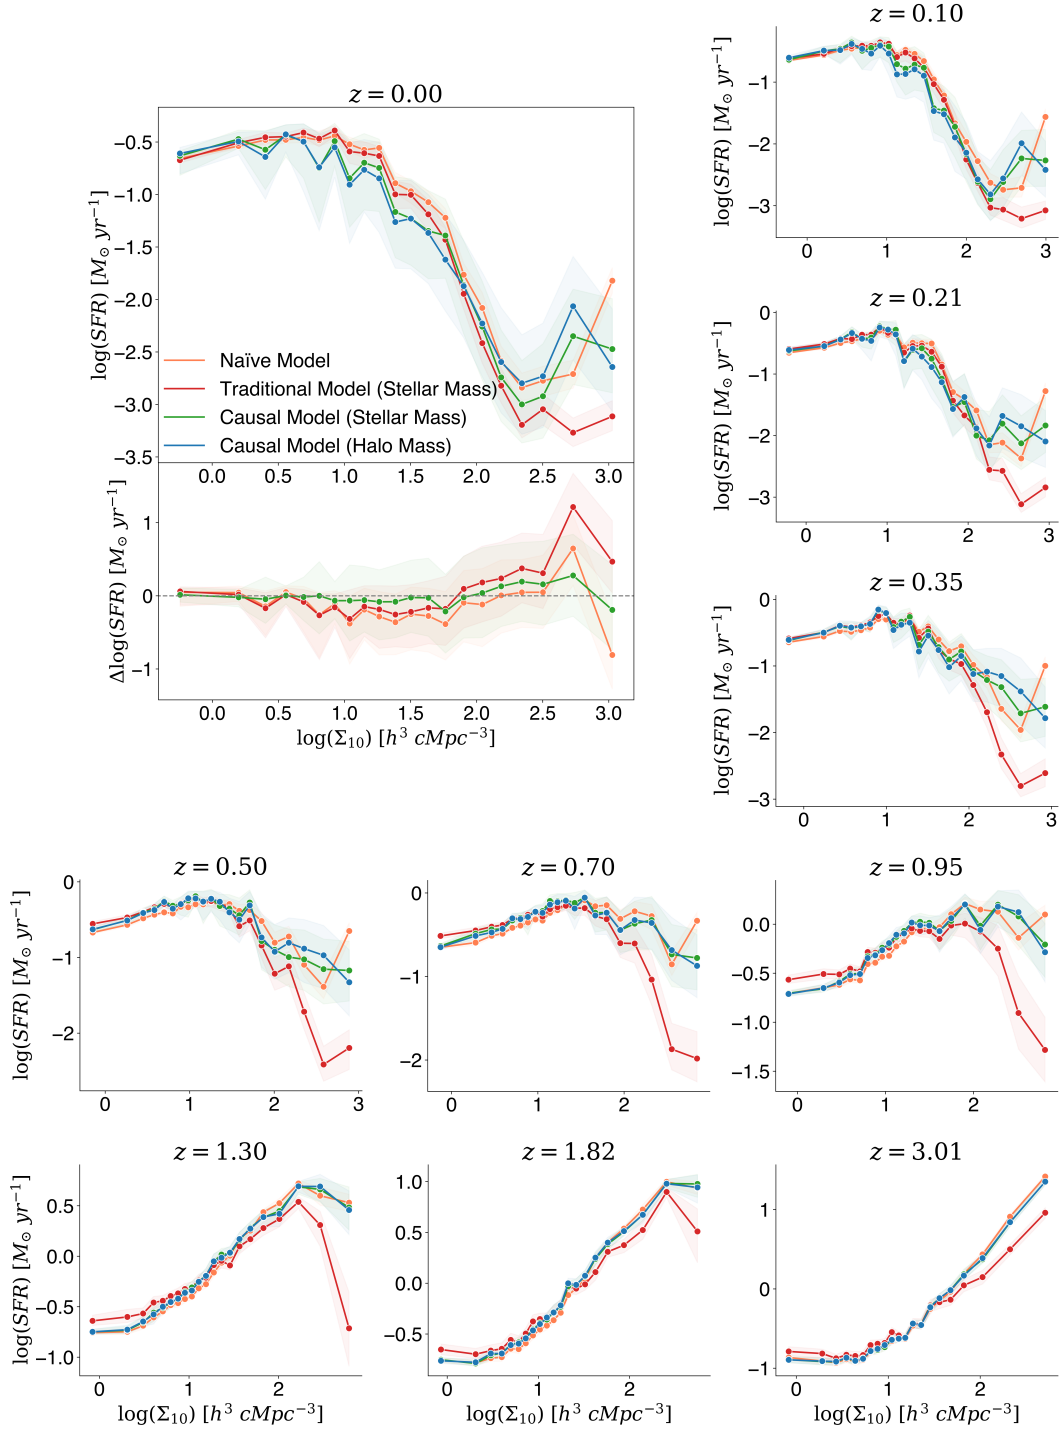 z = 0.00
log(SFR) [M⊙ yr−1]
−0.5
−1.0
−1.5
−2.0
−2.5
−3.0
−3.5
Naïve Model
Traditional Model (Stellar Mass)
Causal Model (Stellar Mass)
Causal Model (Halo Mass)
0.0 0.5 1.0 1.5 2.0 2.5 3.0
Δlog(SFR) [M⊙ yr−1]
1
0
−1
0.0 0.5 1.0 1.5 2.0 2.5 3.0
log(Σ10) [h3 cMpc−3]
z = 0.10
log(SFR) [M⊙ yr−1]
−1
−2
−3
0 1 2 3
z = 0.21
log(SFR) [M⊙ yr−1]
0
−1
−2
−3
0 1 2 3
z = 0.35
log(SFR) [M⊙ yr−1]
0
−1
−2
−3
0 1 2 3
z = 0.50
log(SFR) [M⊙ yr−1]
0
−1
−2
0 1 2 3
z = 0.70
0
−1
−2
0 1 2
z = 0.95
0.0
−0.5
−1.0
−1.5
0 1 2
z = 1.30
log(SFR) [M⊙ yr−1]
0.5
0.0
−0.5
−1.0
0 1 2
log(Σ10) [h3 cMpc−3]
z = 1.82
1.0
0.5
0.0
−0.5
0 1 2
log(Σ10) [h3 cMpc−3]
z = 3.01
1
0
−1
0 1 2
log(Σ10) [h3 cMpc−3]